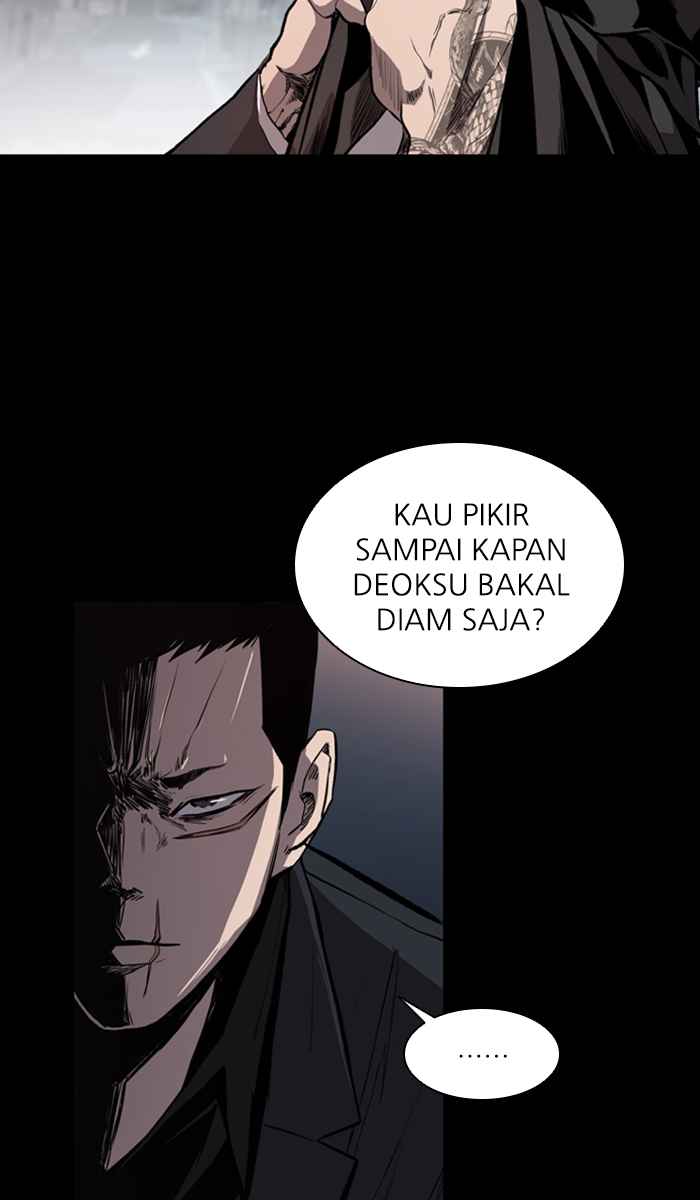 KAU PIKIR
SAMPAI KAPAN
DEOKSU BAKAL
DIAM SAJA?
......